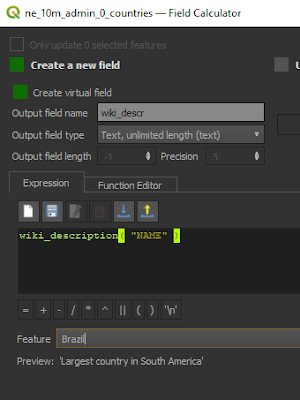 ne_10m_admin_0_countries — Field Calculator
Only update 0 selected features
Create a new field
U
Create virtual field
Output field name wiki_descr
Output field type Text, unlimited length (text)
Output field length -1 Precision 3
Expression Function Editor
wiki_description( "NAME" )
= + - / * ^ || ( ) '\n'
Feature Brazil
Preview: 'Largest country in South America'